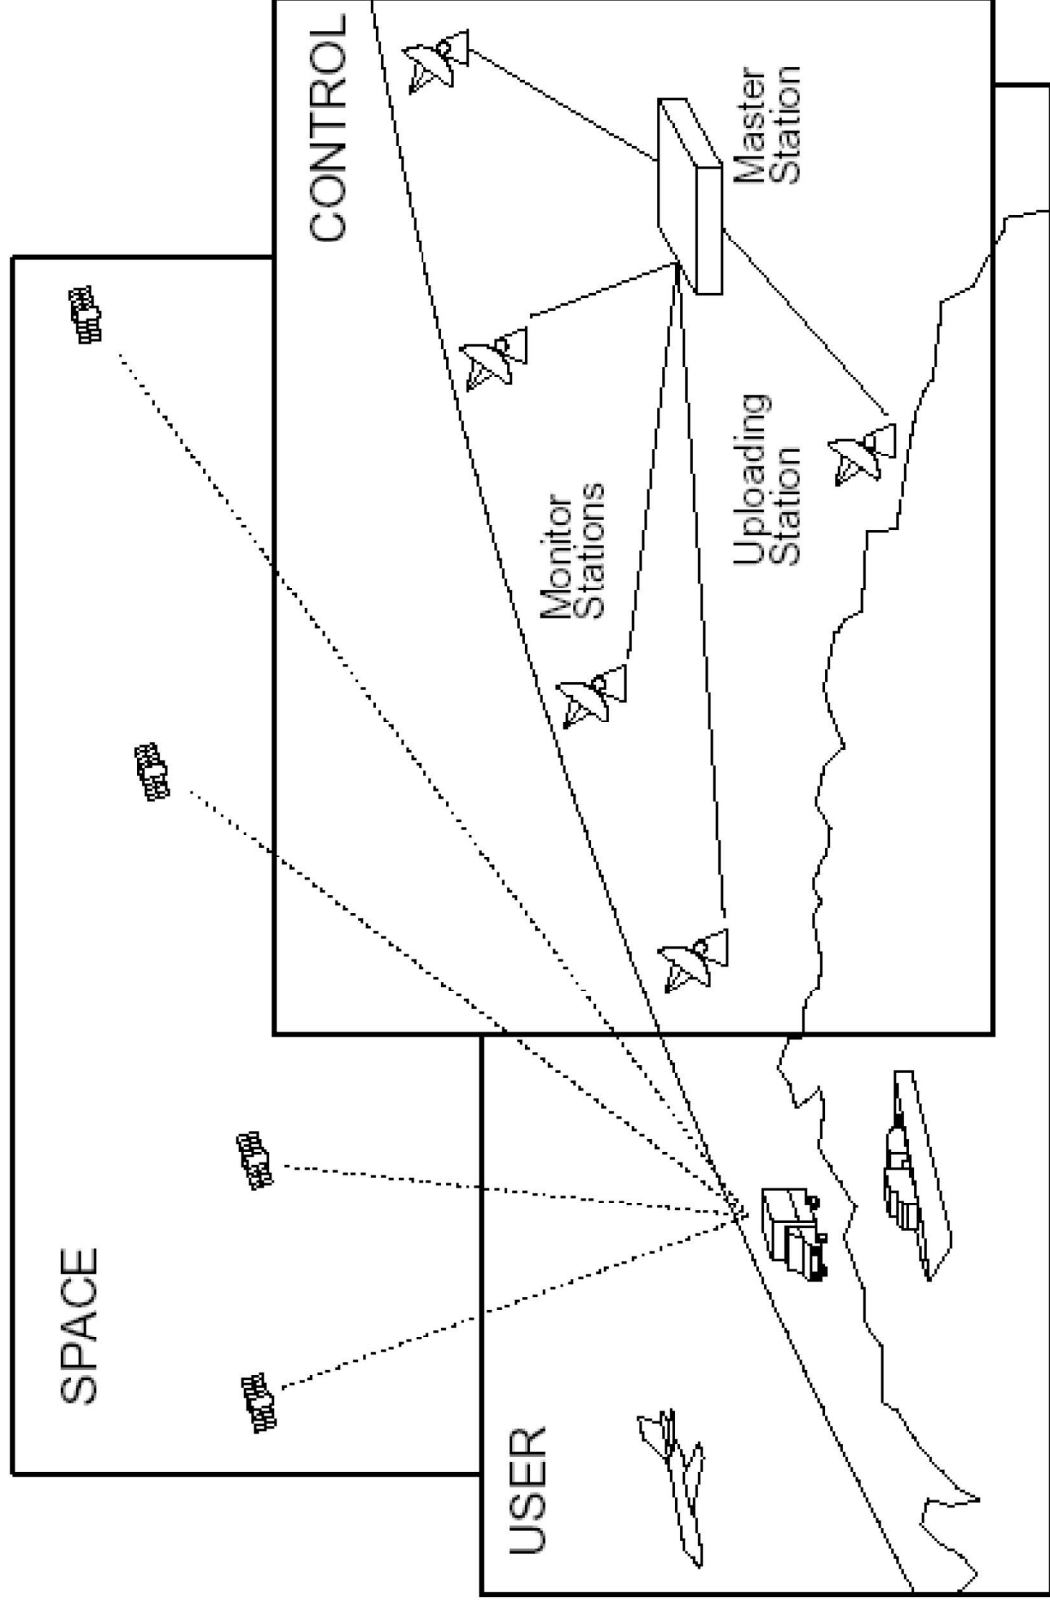 SPACE
CONTROL
USER
Monitor
Stations
Uploading
Station
Master
Station